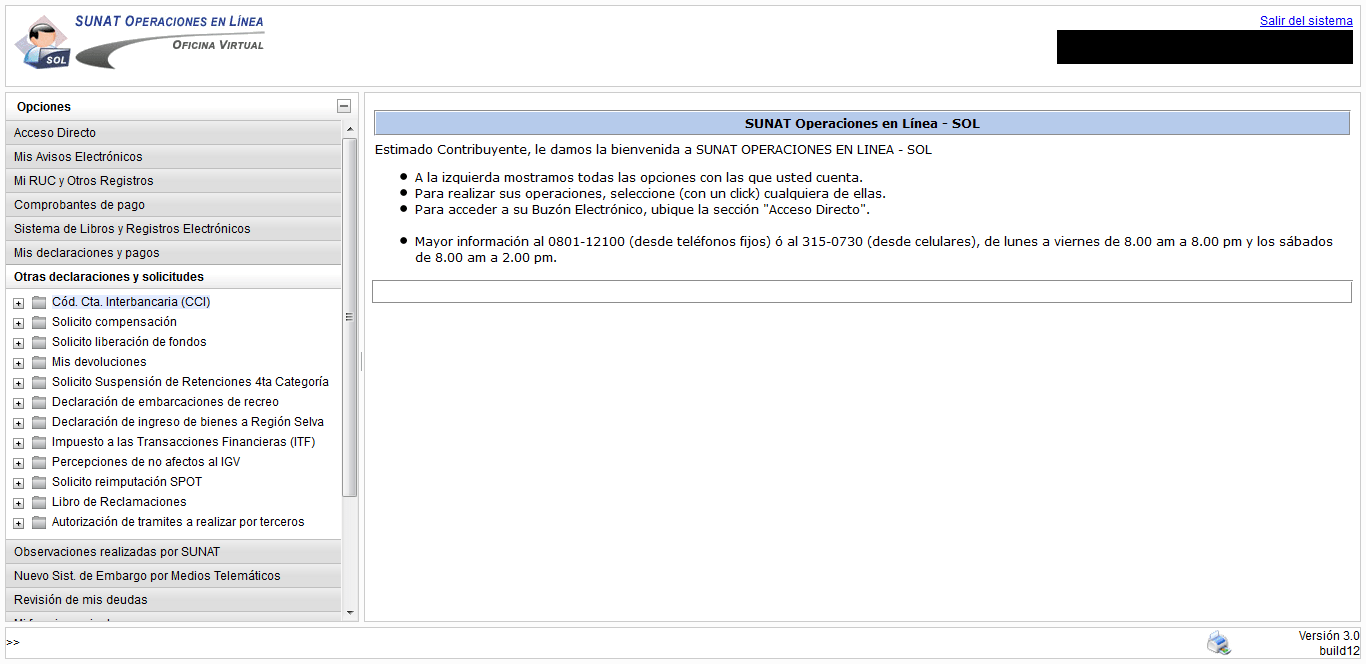 SUNAT OPERACIONES EN LÍNEA
OFICINA VIRTUAL
SOL
Salir del sistema
Opciones
Acceso Directo
Mis Avisos Electrónicos
Mi RUC y Otros Registros
Comprobantes de pago
Sistema de Libros y Registros Electrónicos
Mis declaraciones y pagos
Otras declaraciones y solicitudes
Cód. Cta. Interbancaria (CCI)
Solicito compensación
Solicito liberación de fondos
Mis devoluciones
Solicito Suspensión de Retenciones 4ta Categoría
Declaración de embarcaciones de recreo
Declaración de ingreso de bienes a Región Selva
Impuesto a las Transacciones Financieras (ITF)
Percepciones de no afectos al IGV
Solicito reimputación SPOT
Libro de Reclamaciones
Autorización de tramites a realizar por terceros
Observaciones realizadas por SUNAT
Nuevo Sist. de Embargo por Medios Telemáticos
Revisión de mis deudas
SUNAT Operaciones en Línea - SOL
Estimado Contribuyente, le damos la bienvenida a SUNAT OPERACIONES EN LINEA - SOL
A la izquierda mostramos todas las opciones con las que usted cuenta.
Para realizar sus operaciones, seleccione (con un click) cualquiera de ellas.
Para acceder a su Buzón Electrónico, ubique la sección "Acceso Directo".
Mayor información al 0801-12100 (desde teléfonos fijos) ó al 315-0730 (desde celulares), de lunes a viernes de 8.00 am a 8.00 pm y los sábados
de 8.00 am a 2.00 pm.
>>
Versión 3.0
build12